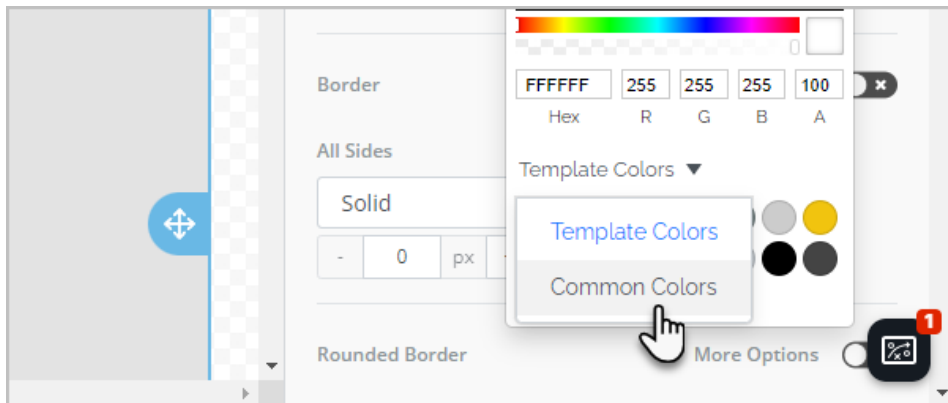 Border
FFFFFF 255 255 255 100
Hex R G B A
All Sides
Template Colors
Solid
Template Colors
- 0 px
Common Colors
Rounded Border
More Options
1